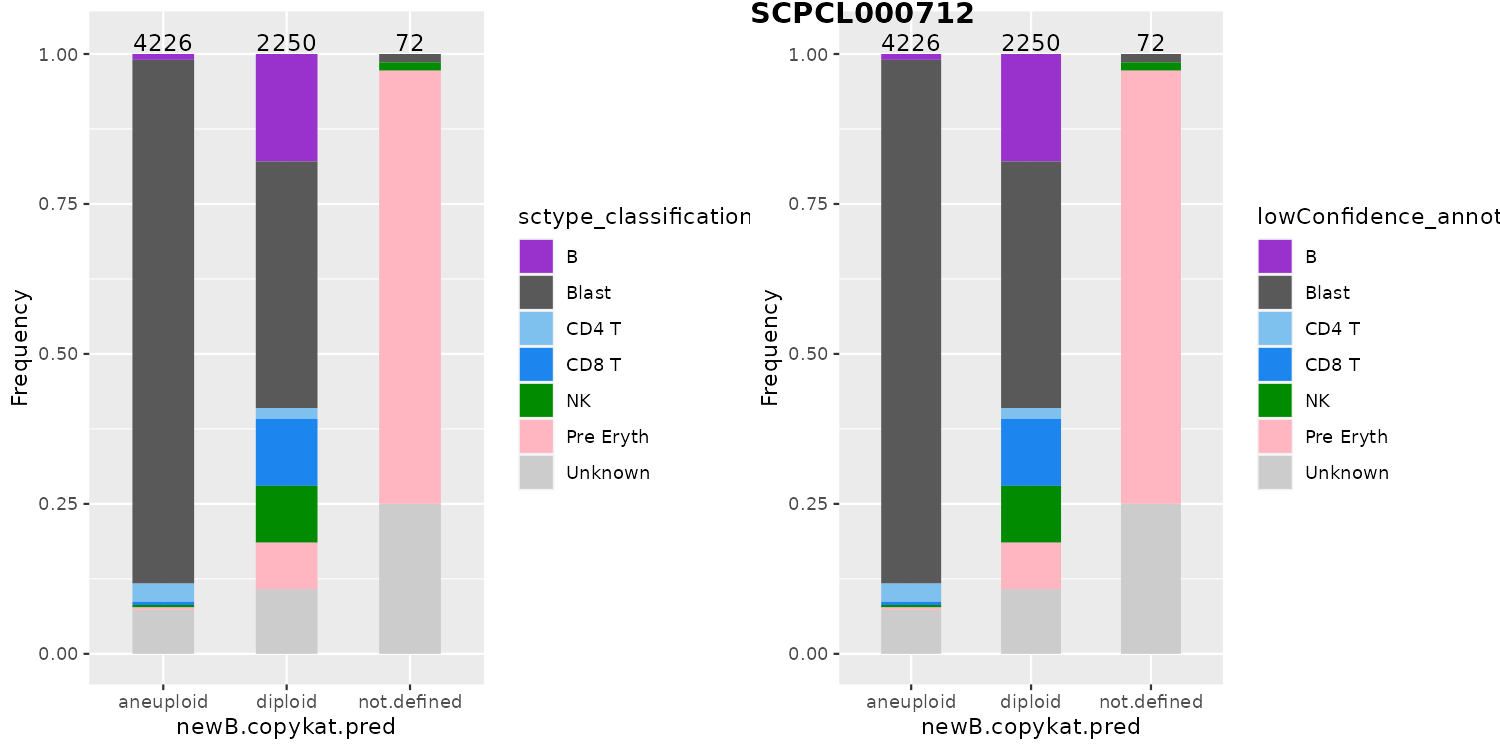 SCPCL000712
4226 2250 72
1.00
0.75
0.50
0.25
0.00
Frequency
aneuploid diploid not.defined
newB.copykat.pred
sctype_classification
B
Blast
CD4 T
CD8 T
NK
Pre Eryth
Unknown
4226 2250 72
1.00
0.75
0.50
0.25
0.00
Frequency
aneuploid diploid not.defined
newB.copykat.pred
lowConfidence_annot
B
Blast
CD4 T
CD8 T
NK
Pre Eryth
Unknown